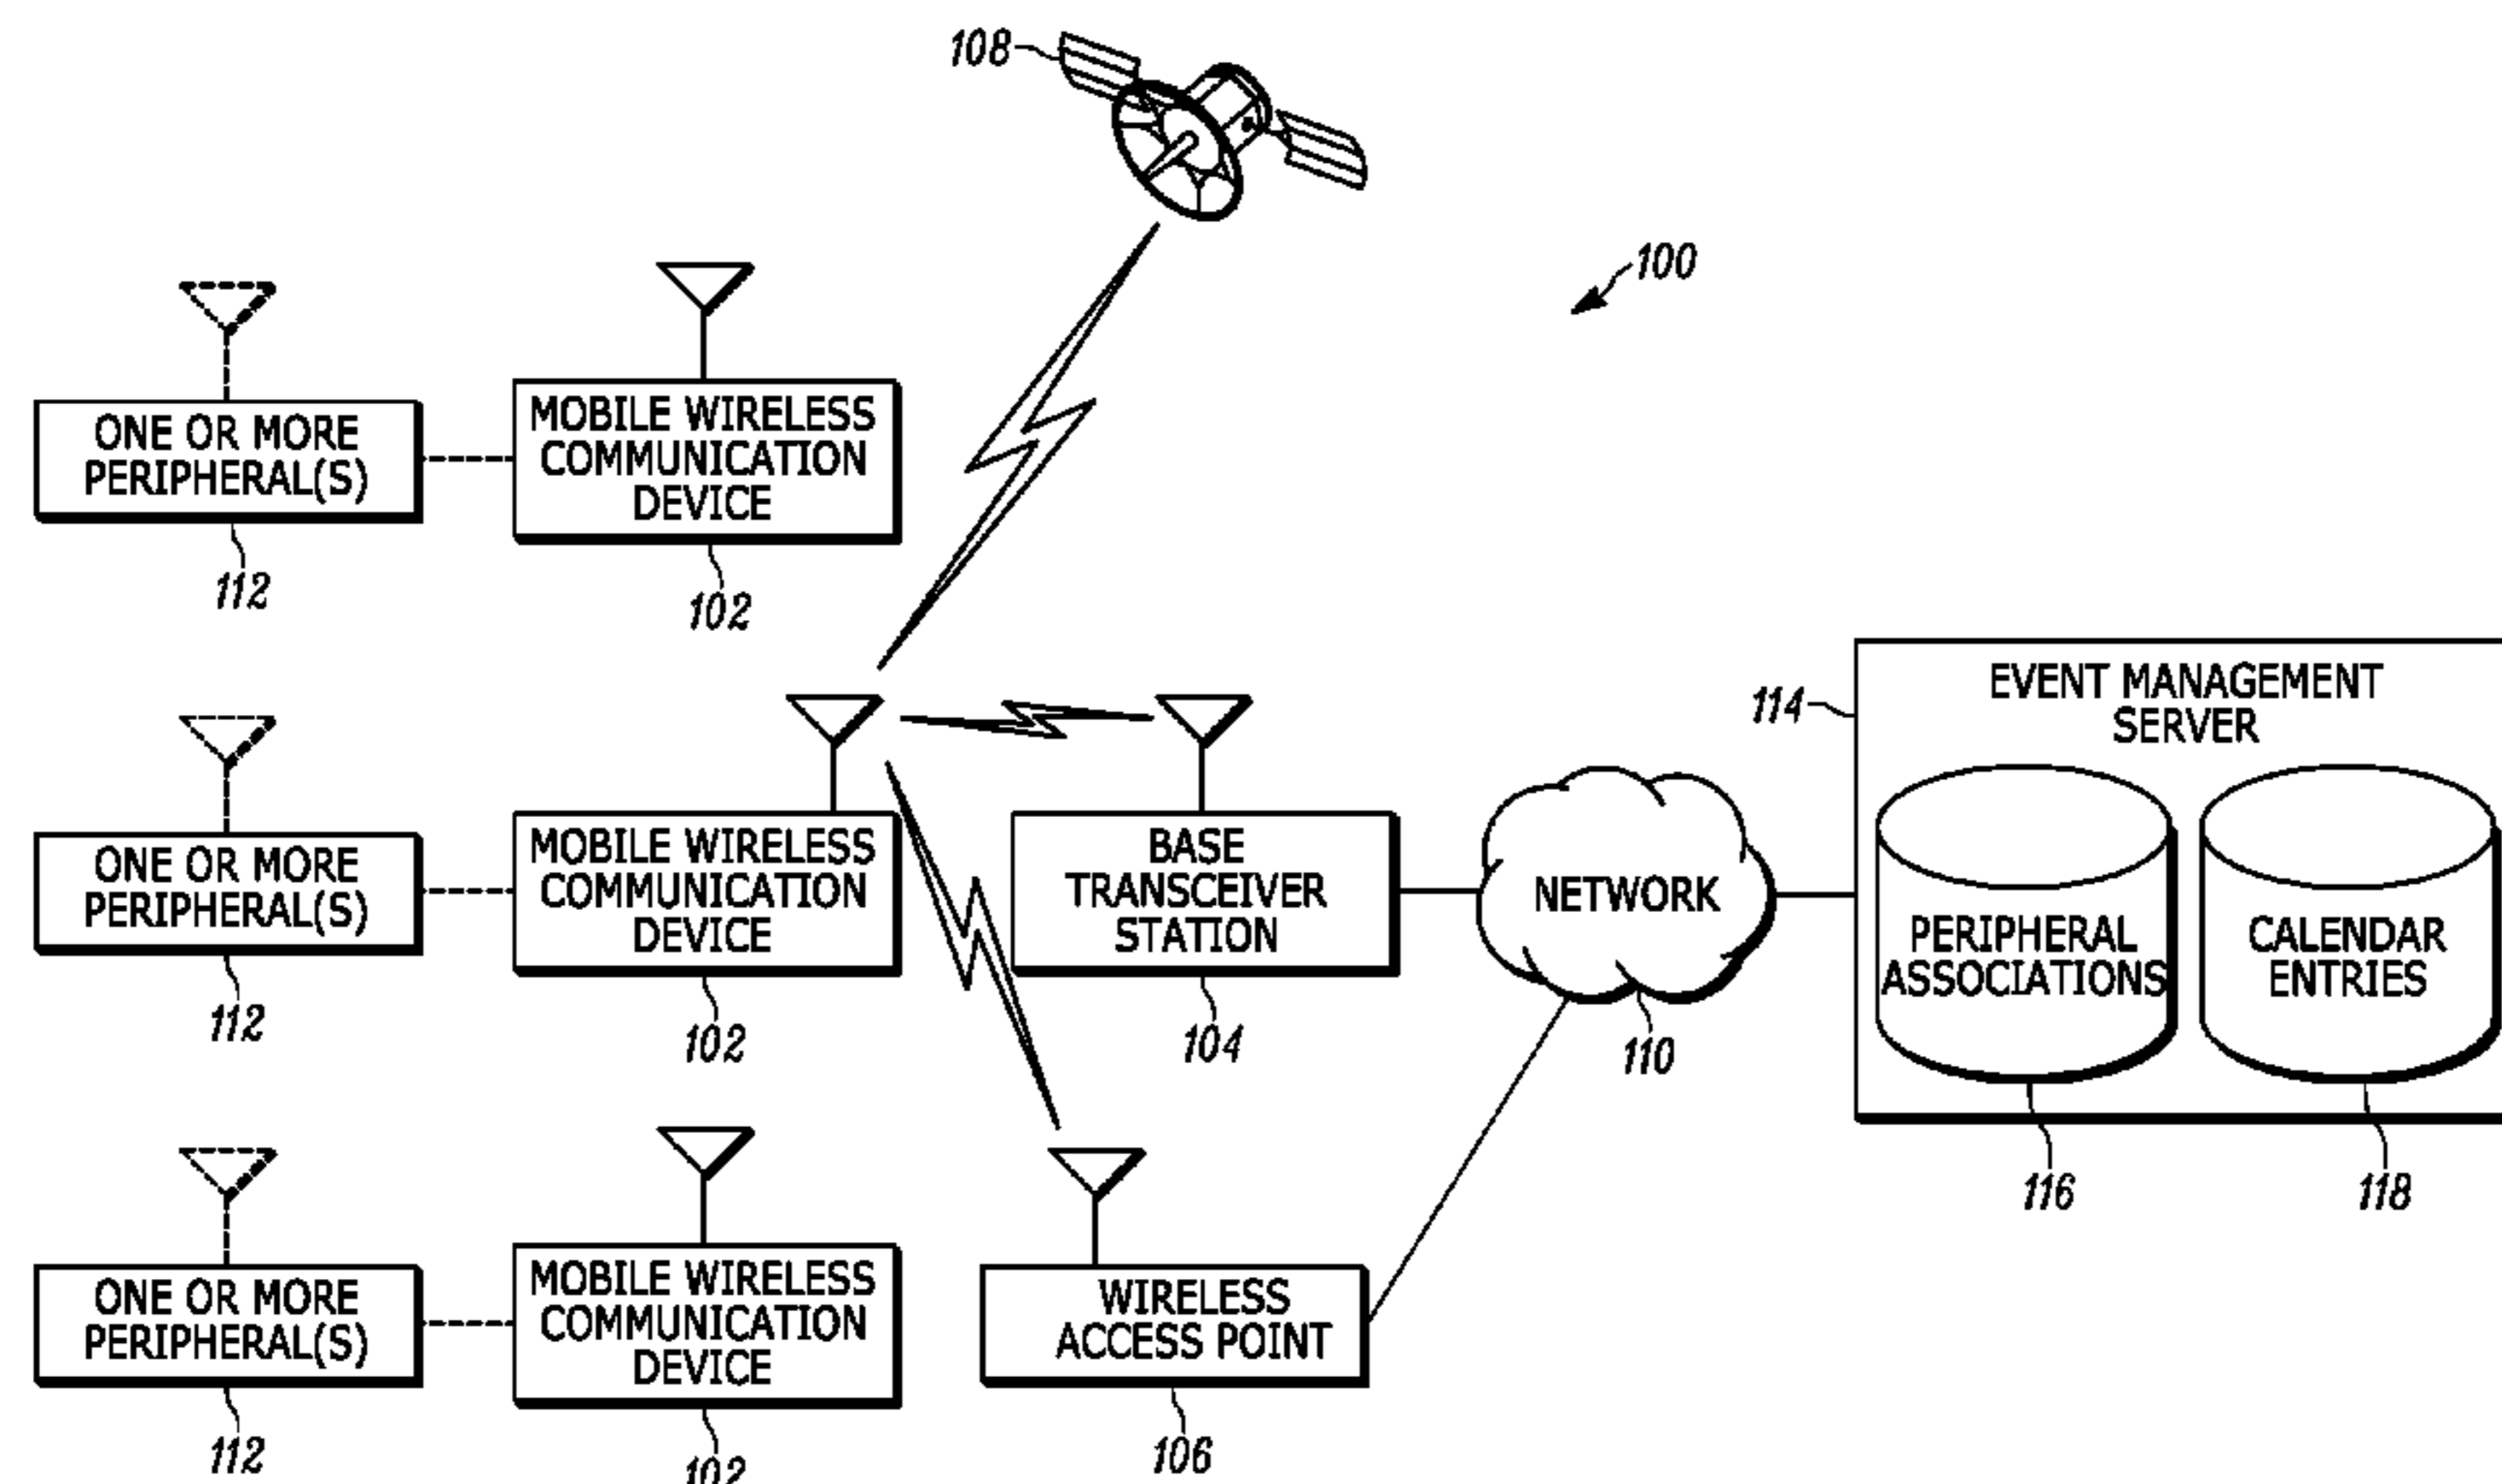 108
100
ONE OR MORE
PERIPHERAL(S)
112
MOBILE WIRELESS
COMMUNICATION
DEVICE
102
ONE OR MORE
PERIPHERAL(S)
112
MOBILE WIRELESS
COMMUNICATION
DEVICE
102
BASE
TRANSCEIVER
STATION
104
NETWORK
110
114
EVENT MANAGEMENT
SERVER
PERIPHERAL
ASSOCIATIONS
116
CALENDAR
ENTRIES
118
ONE OR MORE
PERIPHERAL(S)
112
MOBILE WIRELESS
COMMUNICATION
DEVICE
102
WIRELESS
ACCESS POINT
106